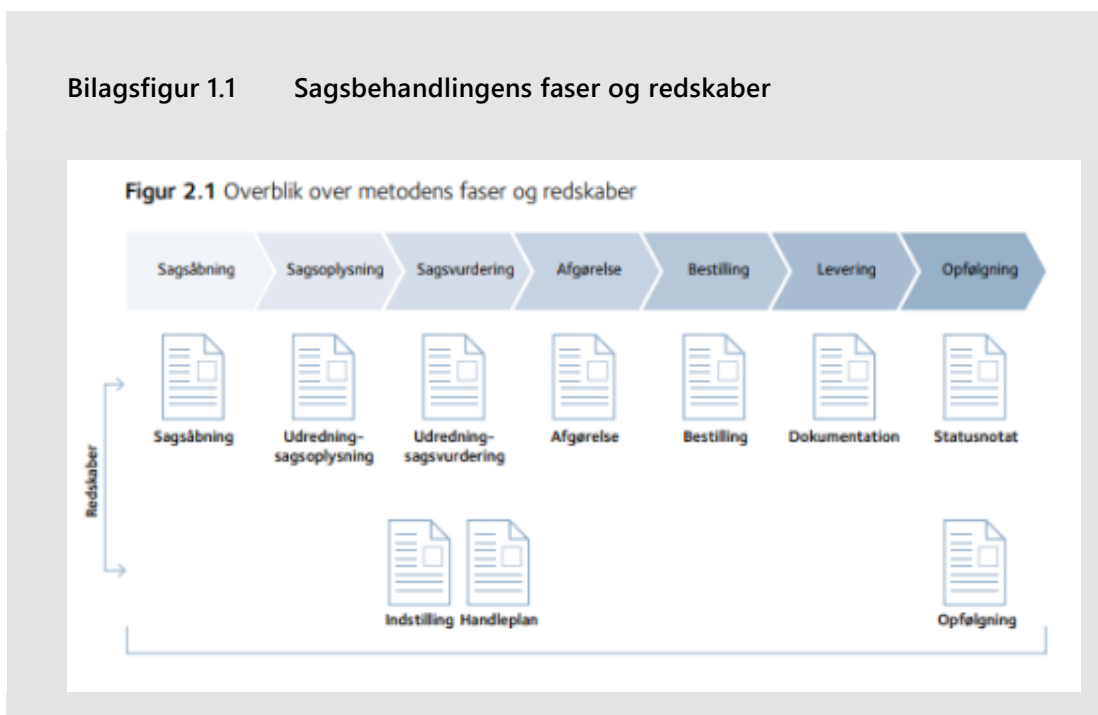 Bilagsfigur 1.1 Sagsbehandlingens faser og redskaber
Figur 2.1 Overblik over metodens faser og redskaber
Sagsåbning Sagsoplysning Sagsvurdering Afgørelse Bestilling Levering Opfølgning
Redskaber
Sagsåbning Udredning- Udredning- Afgørelse Bestilling Dokumentation Statusnotat
sagsoplysning sagsvurdering
Indstilling Handleplan Opfølgning